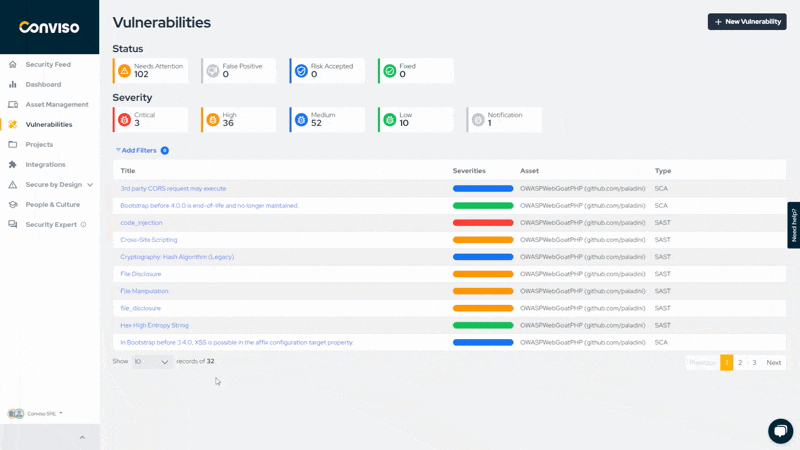 Conviso
Security Feed
Dashboard
Asset Management
Vulnerabilities
Projects
Integrations
Secure by Design
People & Culture
Security Expert
Conviso SRL
Vulnerabilities
+ New Vulnerability
Status
Needs Attention
102
False Positive
0
Risk Accepted
0
Fixed
0
Severity
Critical
3
High
36
Medium
52
Low
10
Notification
1
Add Filters 0
Title Severities Asset Type
3rd party CORS request may execute OWASPWebGoatPHP (github.com/paladini) SCA
Bootstrap before 4.0.0 is end-of-life and no longer maintained. OWASPWebGoatPHP (github.com/paladini) SCA
code_injection OWASPWebGoatPHP (github.com/paladini) SAST
Cross-Site Scripting OWASPWebGoatPHP (github.com/paladini) SAST
Cryptography: Hash Algorithm (Legacy) OWASPWebGoatPHP (github.com/paladini) SAST
File Disclosure OWASPWebGoatPHP (github.com/paladini) SAST
File Manipulation OWASPWebGoatPHP (github.com/paladini) SAST
file_disclosure OWASPWebGoatPHP (github.com/paladini) SAST
Hex High Entropy String OWASPWebGoatPHP (github.com/paladini) SAST
In Bootstrap before 3.4.0, XSS is possible in the affix configuration target property. OWASPWebGoatPHP (github.com/paladini) SCA
Show 10 records of 32
Previous 1 2 3 Next
Need help?